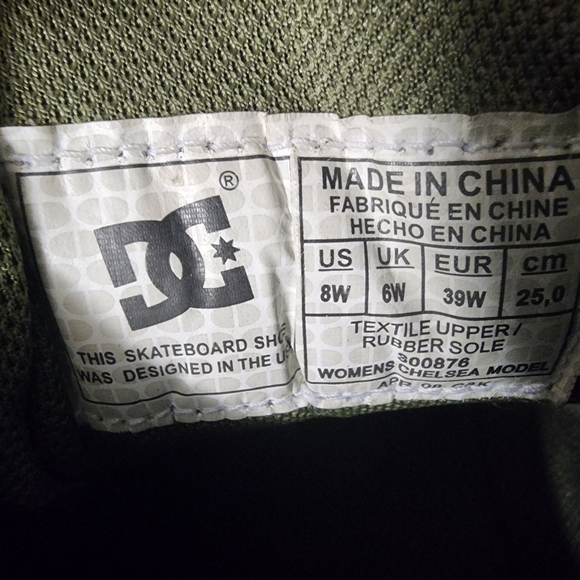 DC ®
THIS SKATEBOARD SHOE
WAS DESIGNED IN THE
MADE IN CHINA
FABRIQUÉ EN CHINE
HECHO EN CHINA
US UK EUR cm
8W 6W 39W 25,0
TEXTILE UPPER/
RUBBER SOLE
300876
WOMENS CHELSEA MODEL